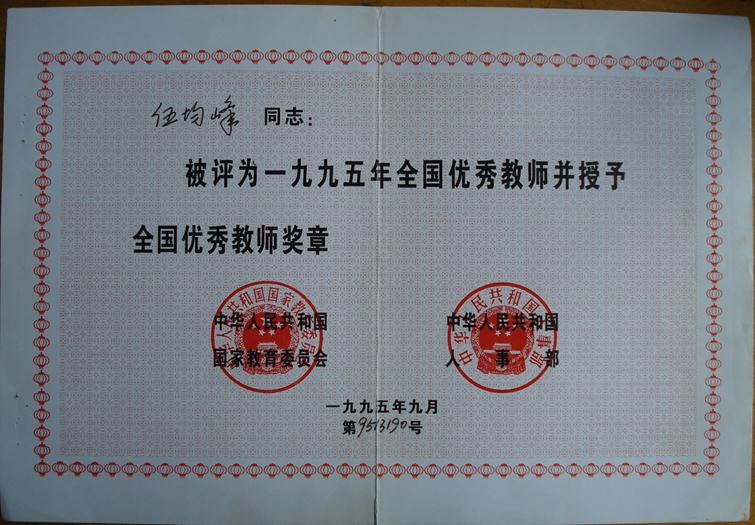 伍均峰 同志：
被评为一九九五年全国优秀教师并授予
全国优秀教师奖章
中华人民共和国 中华人民共和国
国家教育委员会 人事部
一九九五年九月
第9513190号